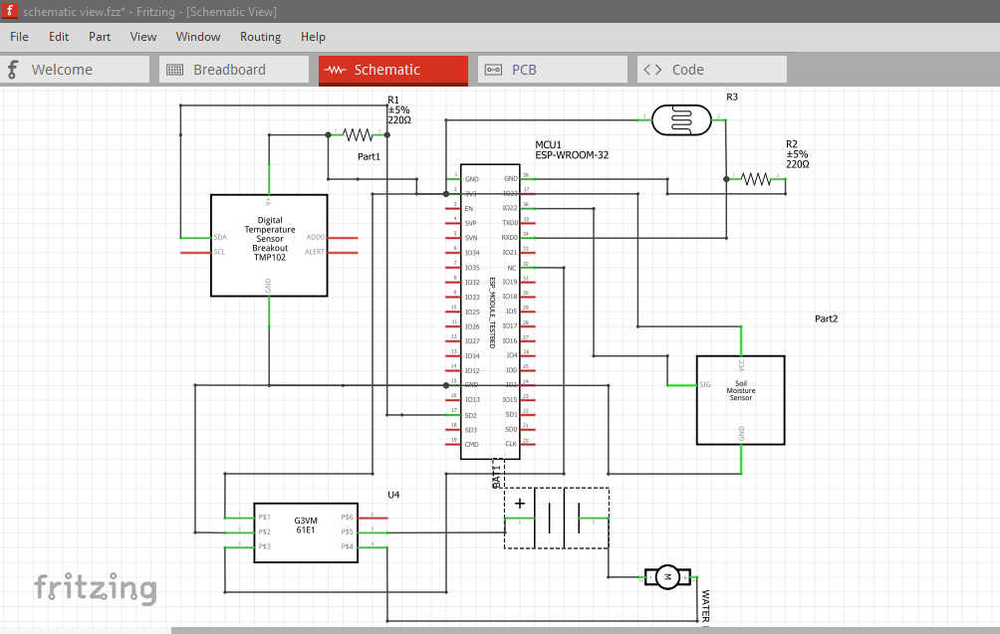 schematic view.fzz* - Fritzing - [Schematic View]
File Edit Part View Window Routing Help
Welcome Breadboard Schematic PCB Code
R1
±5%
220Ω
Part1
R3
R2
±5%
220Ω
MCU1
ESP-WROOM-32
V+
Digital
Temperature
Sensor
Breakout
TMP102
SDA
SCL
ADD0
ALERT
GND
1 GND
2 3V3
3 EN
4 SVP
5 SVN
6 IO34
7 IO35
8 IO32
9 IO33
10 IO25
11 IO26
12 IO27
13 IO14
14 IO12
15 GND
16 IO13
17 SD2
18 SD3
19 CMD
ESP_MODULE_TESTBED
GND 38
IO23 37
IO22 36
TXD0 35
RXD0 34
IO21 33
NC 32
IO19 31
IO18 30
IO5 29
IO17 28
IO16 27
IO4 26
IO0 25
IO2 24
IO15 23
SD1 22
SD0 21
CLK 20
Part2
VCC
SIG
Soil
Moisture
Sensor
GND
BAT1
+
U4
G3VM
61E1
P$1
P$2
P$3
P$6
P$5
P$4
M
WATER
fritzing